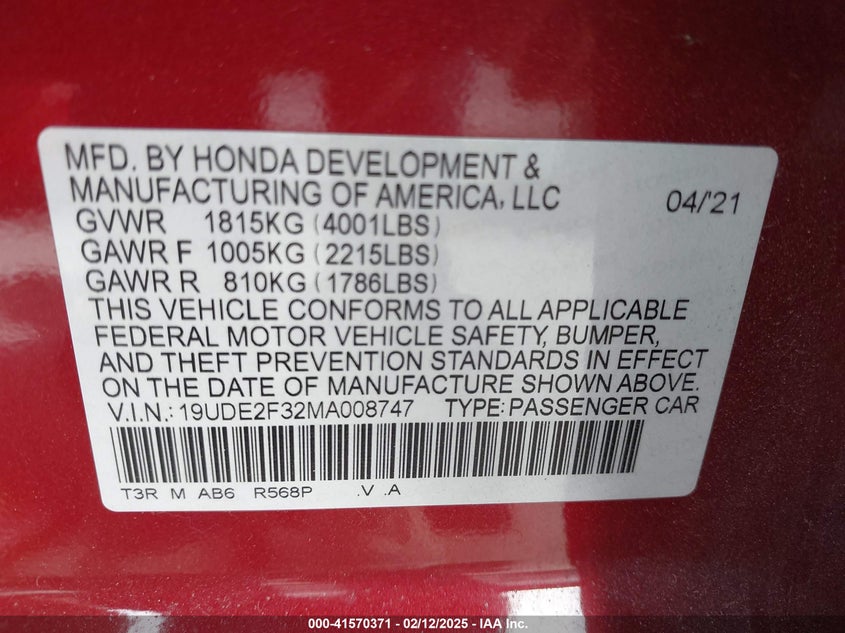 MFD. BY HONDA DEVELOPMENT &
MANUFACTURING OF AMERICA, LLC 04/'21
GVWR 1815KG (4001LBS)
GAWR F 1005KG (2215LBS)
GAWR R 810KG (1786LBS)
THIS VEHICLE CONFORMS TO ALL APPLICABLE
FEDERAL MOTOR VEHICLE SAFETY, BUMPER,
AND THEFT PREVENTION STANDARDS IN EFFECT
ON THE DATE OF MANUFACTURE SHOWN ABOVE.
V.I.N.: 19UDE2F32MA008747 TYPE: PASSENGER CAR
T3R M AB6 R568P .V .A
000-41570371 - 02/12/2025 - IAA Inc.